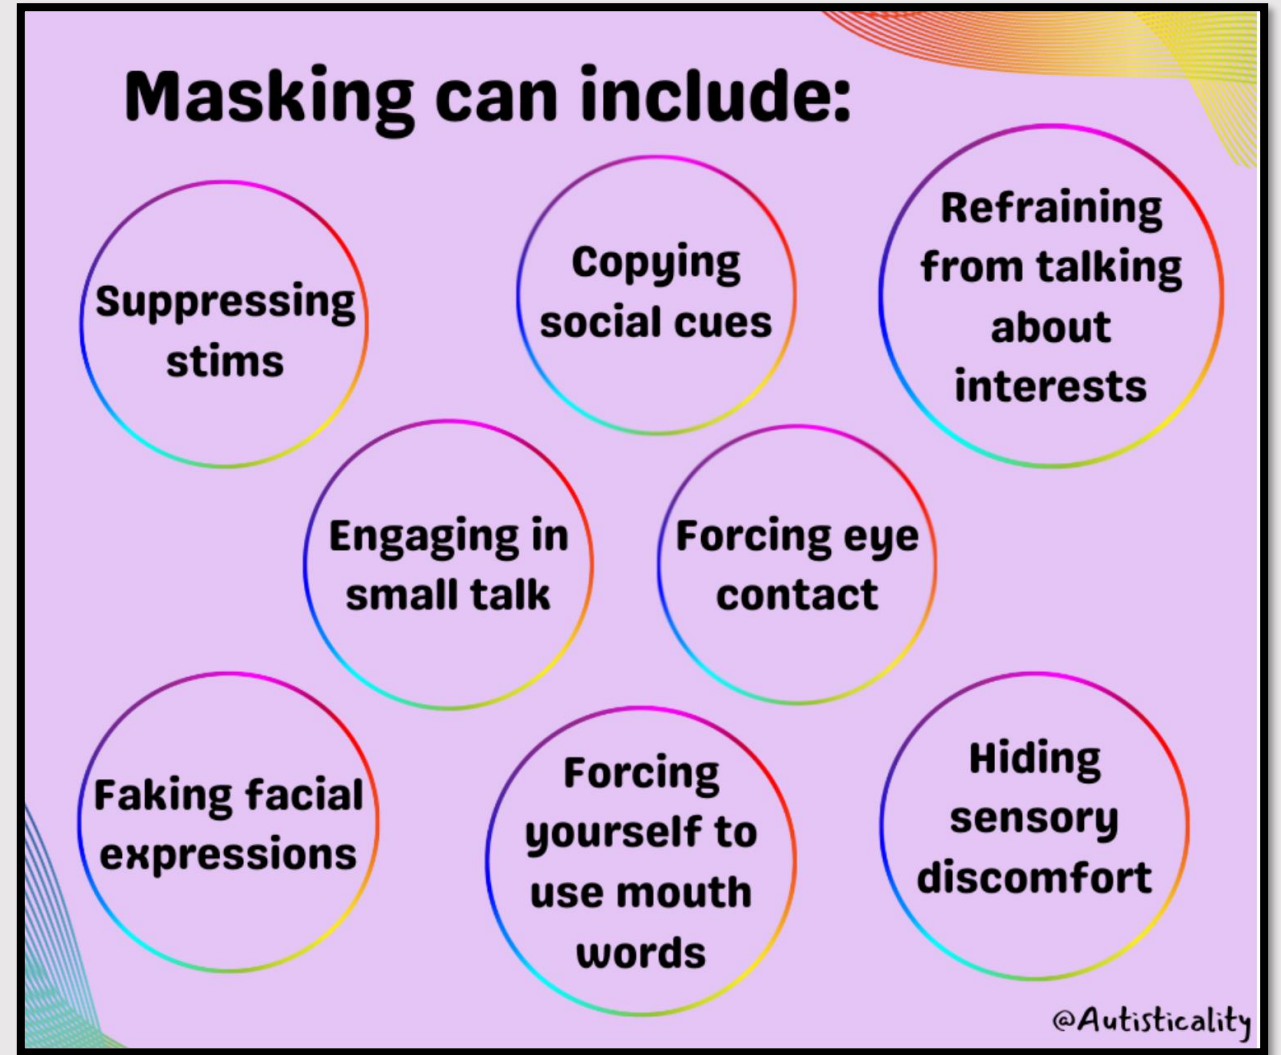 Masking can include:
Suppressing
stims
Copying
social cues
Refraining
from talking
about
interests
Engaging in
small talk
Forcing eye
contact
Faking facial
expressions
Forcing
yourself to
use mouth
words
Hiding
sensory
discomfort
@Autisticality